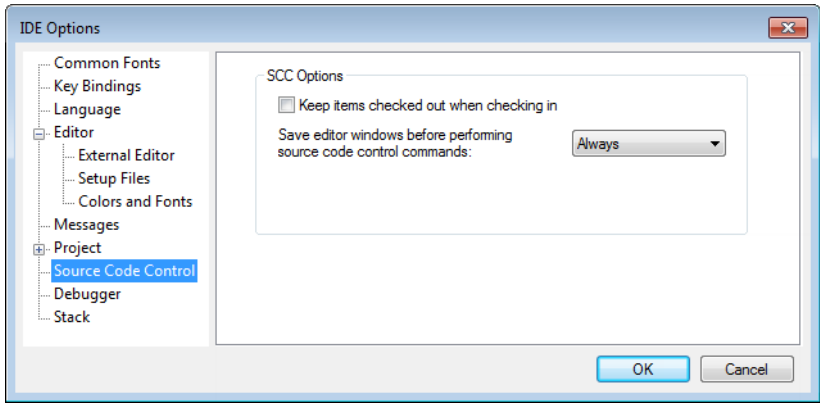 IDE Options
Common Fonts
Key Bindings
Language
Editor
External Editor
Setup Files
Colors and Fonts
Messages
Project
Source Code Control
Debugger
Stack
SCC Options
Keep items checked out when checking in
Save editor windows before performing
source code control commands:
Always
OK
Cancel